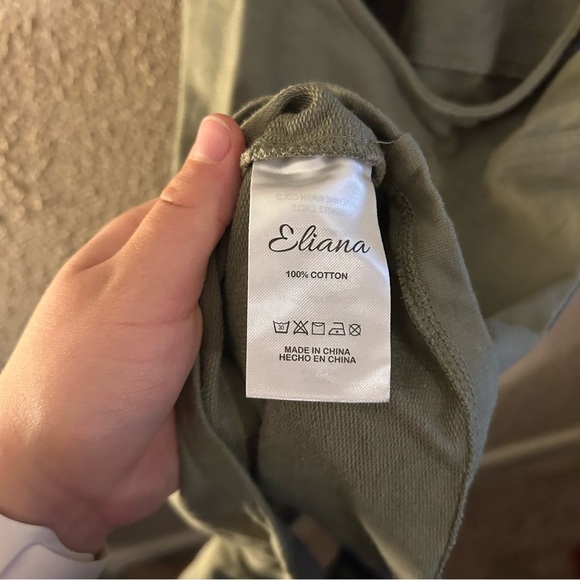 Eliana
100% COTTON
MADE IN CHINA
HECHO EN CHINA